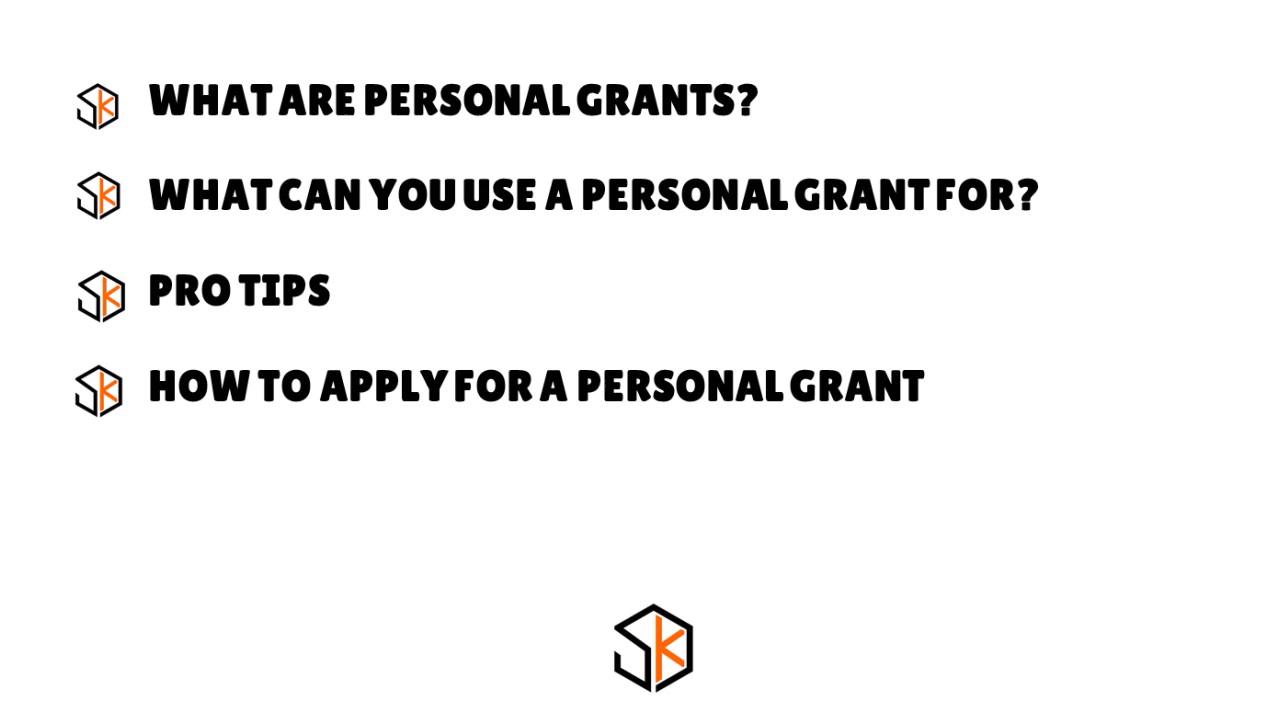 WHAT ARE PERSONAL GRANTS?
WHAT CAN YOU USE A PERSONAL GRANT FOR?
PRO TIPS
HOW TO APPLY FOR A PERSONAL GRANT